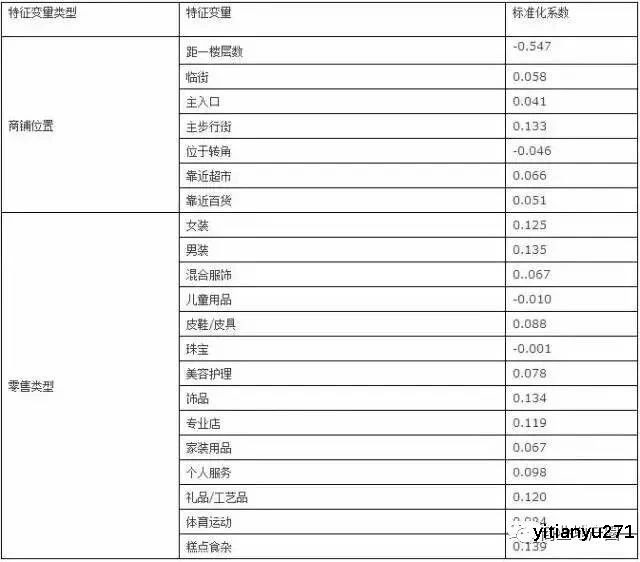 特征变量类型 特征变量 标准化系数
商铺位置
距一楼层数 -0.547
临街 0.058
主入口 0.041
主步行街 0.133
位于转角 -0.046
靠近超市 0.066
靠近百货 0.051
零售类型
女装 0.125
男装 0.135
混合服饰 0..067
儿童用品 -0.010
皮鞋/皮具 0.088
珠宝 -0.001
美容护理 0.078
饰品 0.134
专业店 0.119
家装用品 0.067
个人服务 0.098
礼品/工艺品 0.120
体育运动
yitianyu271
糕点食杂 0.139